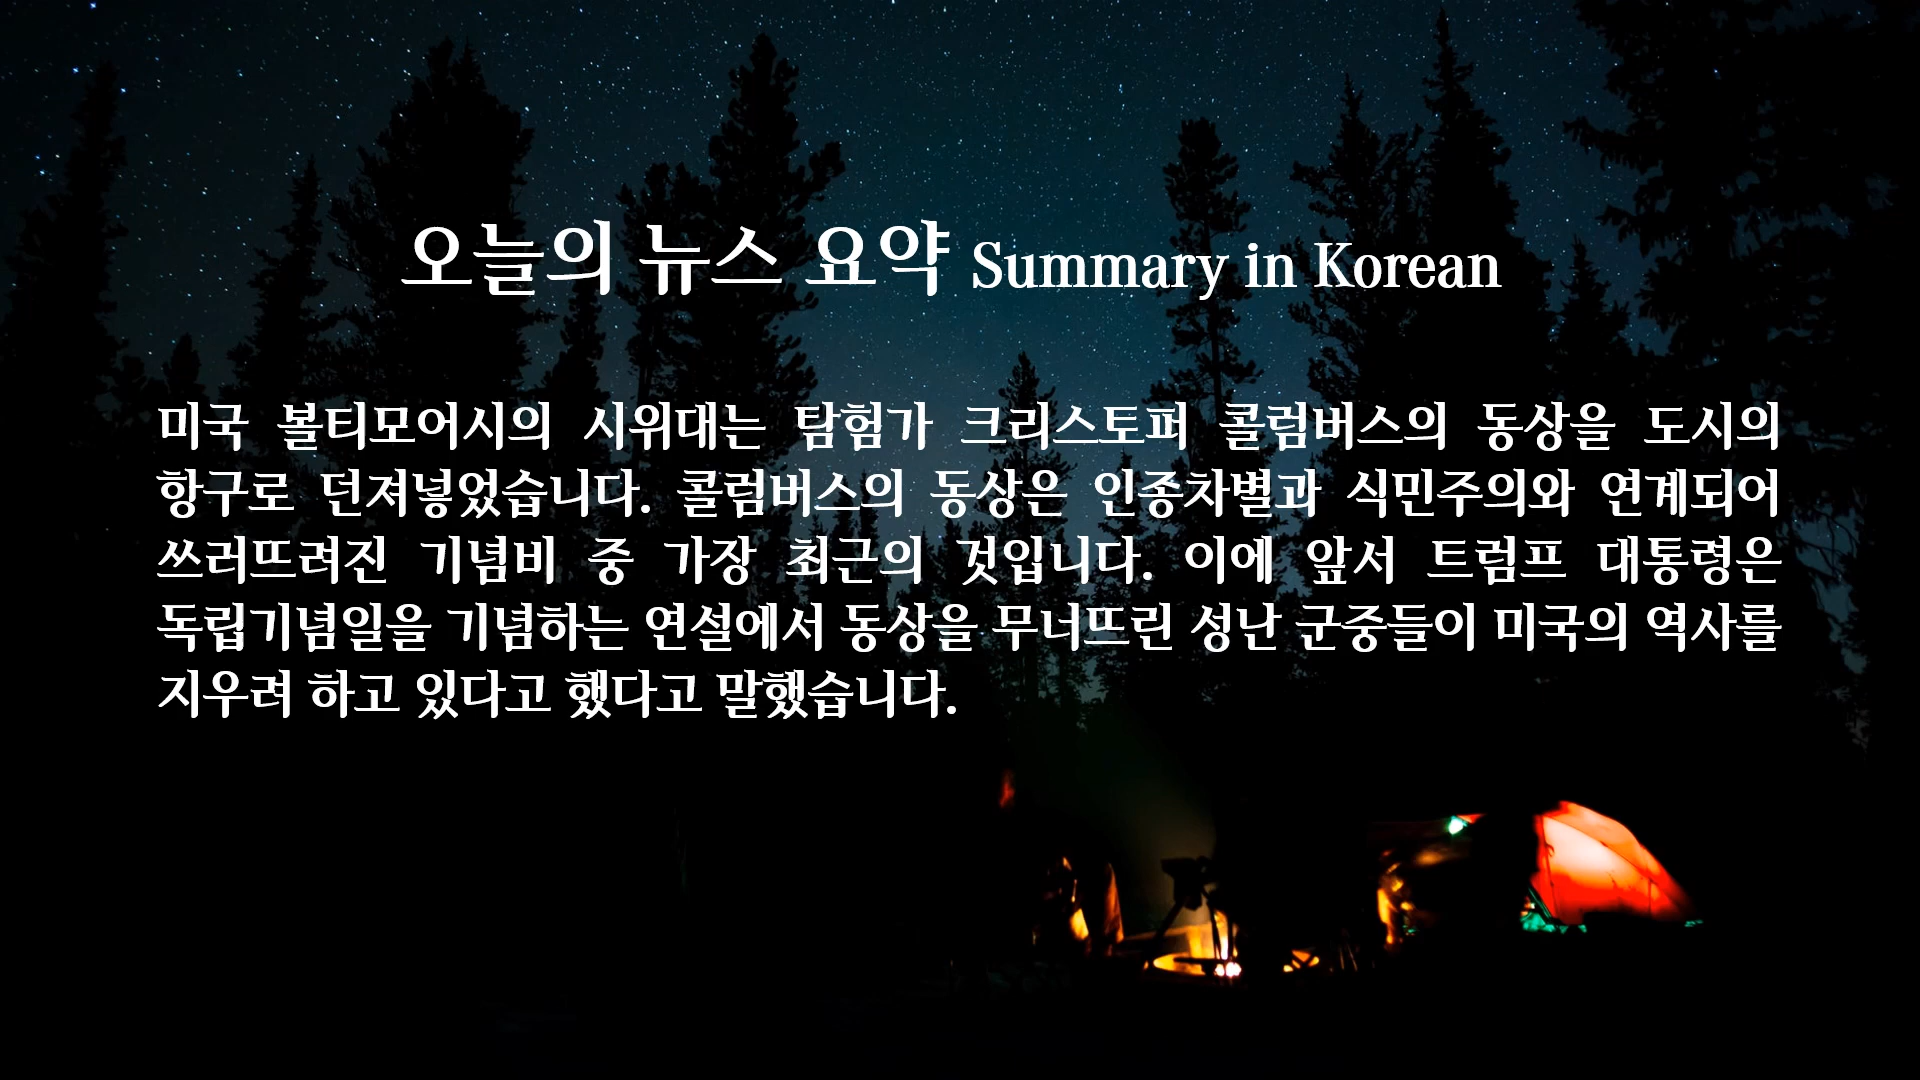 오늘의 뉴스 요약 Summary in Korean
미국 볼티모어시의 시위대는 탐험가 크리스토퍼 콜럼버스의 동상을 도시의
항구로 던져넣었습니다. 콜럼버스의 동상은 인종차별과 식민주의와 연계되어
쓰러뜨려진 기념비 중 가장 최근의 것입니다. 이에 앞서 트럼프 대통령은
독립기념일을 기념하는 연설에서 동상을 무너뜨린 성난 군중들이 미국의 역사를
지우려 하고 있다고 했다고 말했습니다.